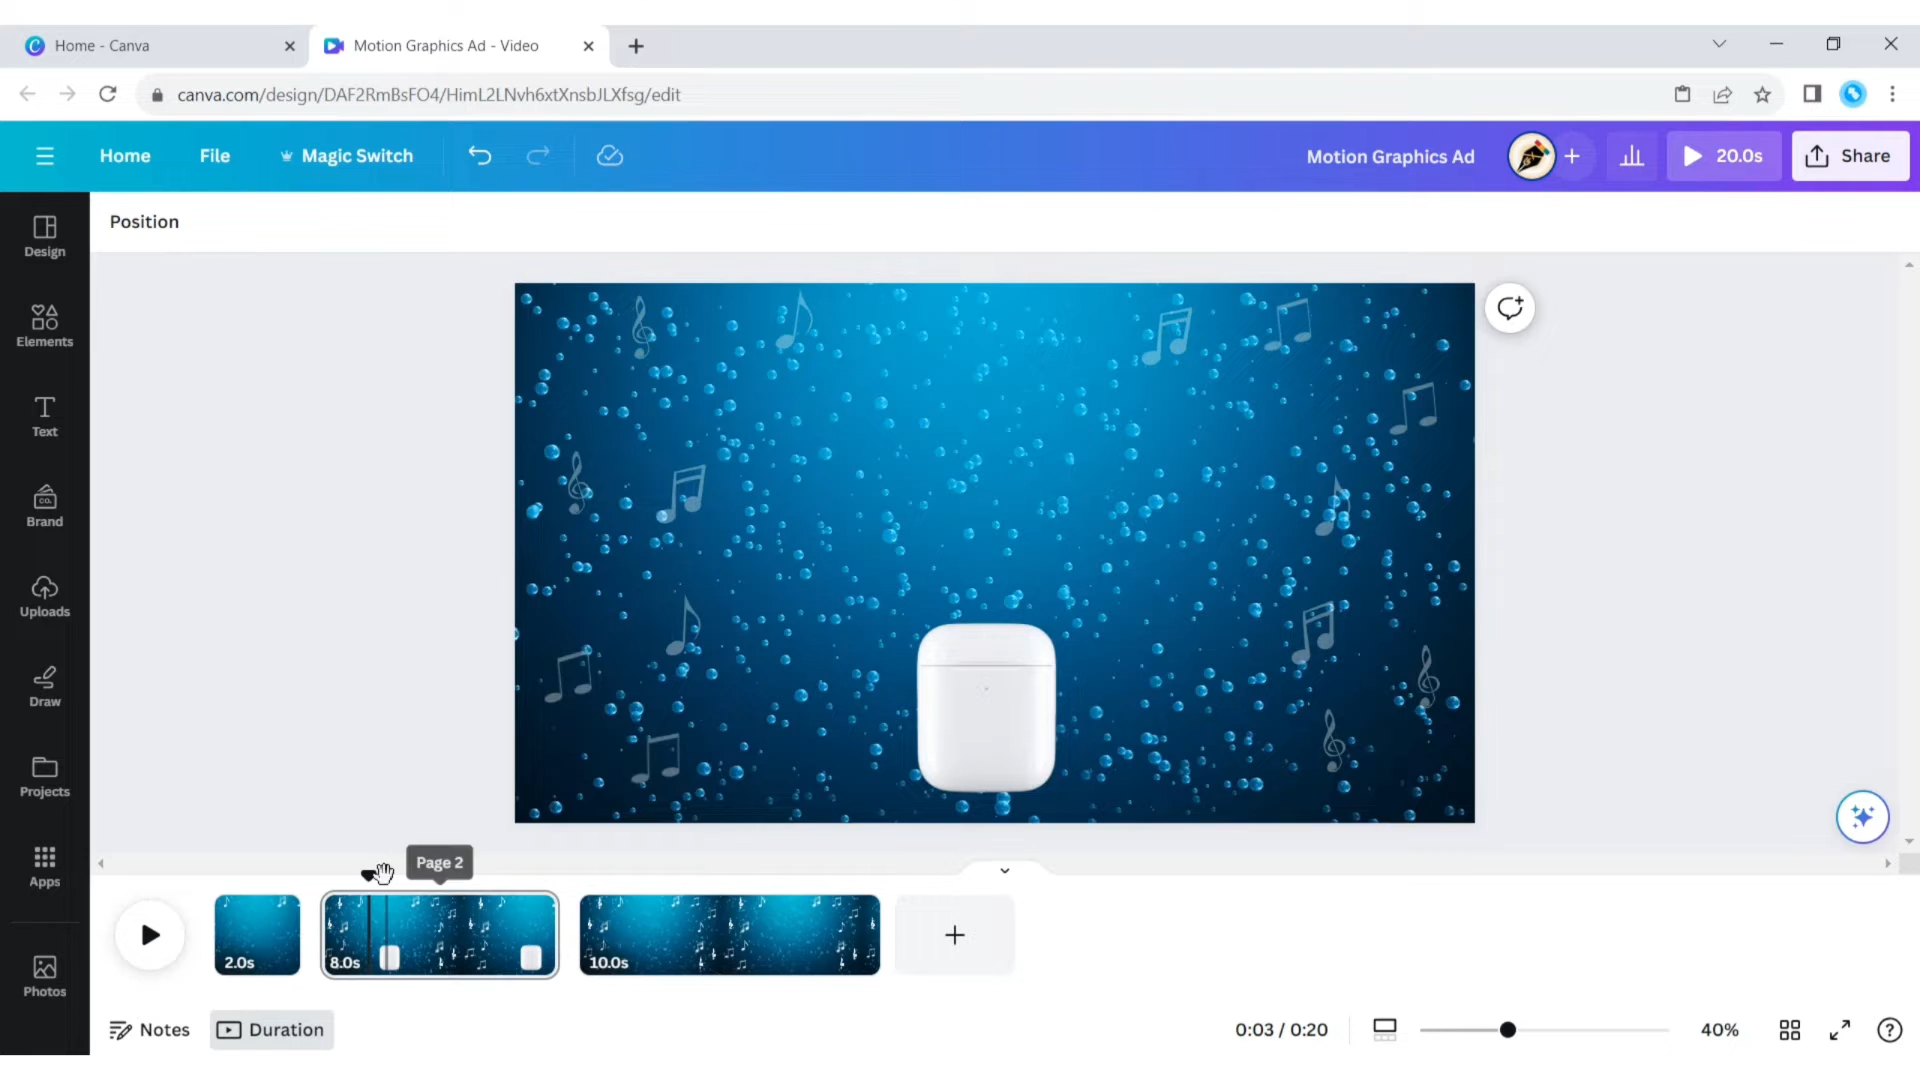 Home - Canva
Motion Graphics Ad - Video
canva.com/design/DAF2RmBsFO4/HimL2LNvh6xtXnsbJLXfsg/edit
Home
File
Magic Switch
Motion Graphics Ad
20.0s
Share
Position
Design
Elements
Text
CO.
Brand
Uploads
Draw
Projects
Apps
Photos
Page 2
2.0s
8.0s
10.0s
Notes
Duration
0:03 / 0:20
40%